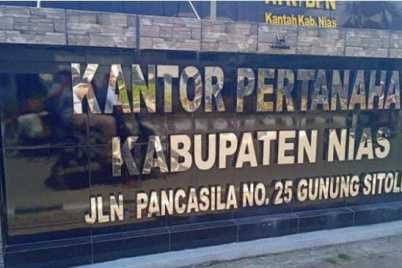 Kantah Kab. Nias
KANTOR PERTANAHA
KABUPATEN NIAS
JLN PANCASILA NO. 25 GUNUNG SITOLI